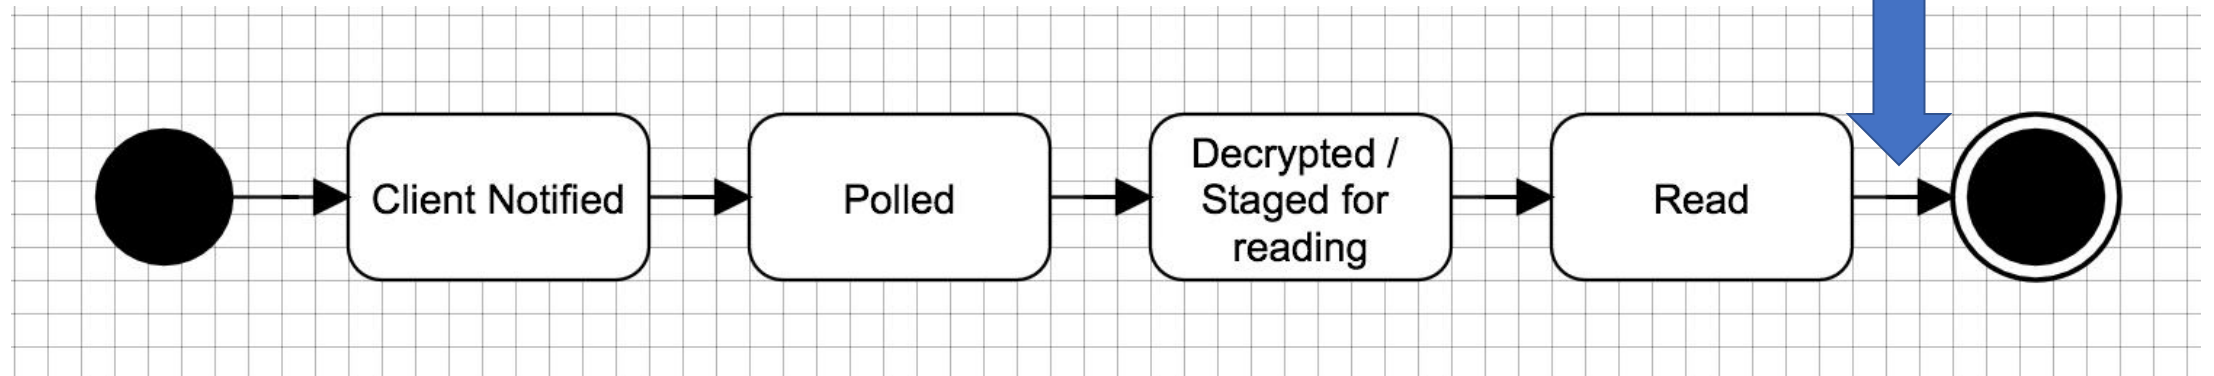 Client Notified
Polled
Decrypted /
Staged for
reading
Read